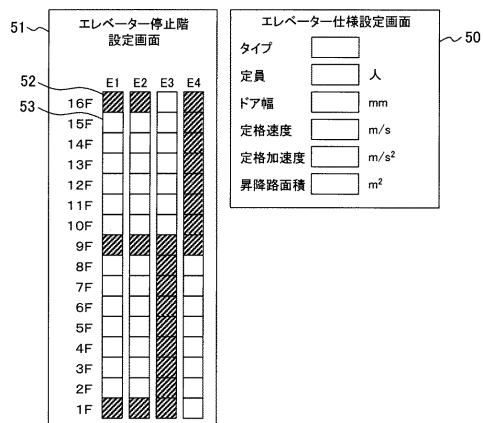 51
エレベーター停止階
設定画面
52
53
E1 E2 E3 E4
16F
15F
14F
13F
12F
11F
10F
9F
8F
7F
6F
5F
4F
3F
2F
1F
50
エレベーター仕様設定画面
タイプ
定員 人
ドア幅 mm
定格速度 m/s
定格加速度 m/s²
昇降路面積 m²